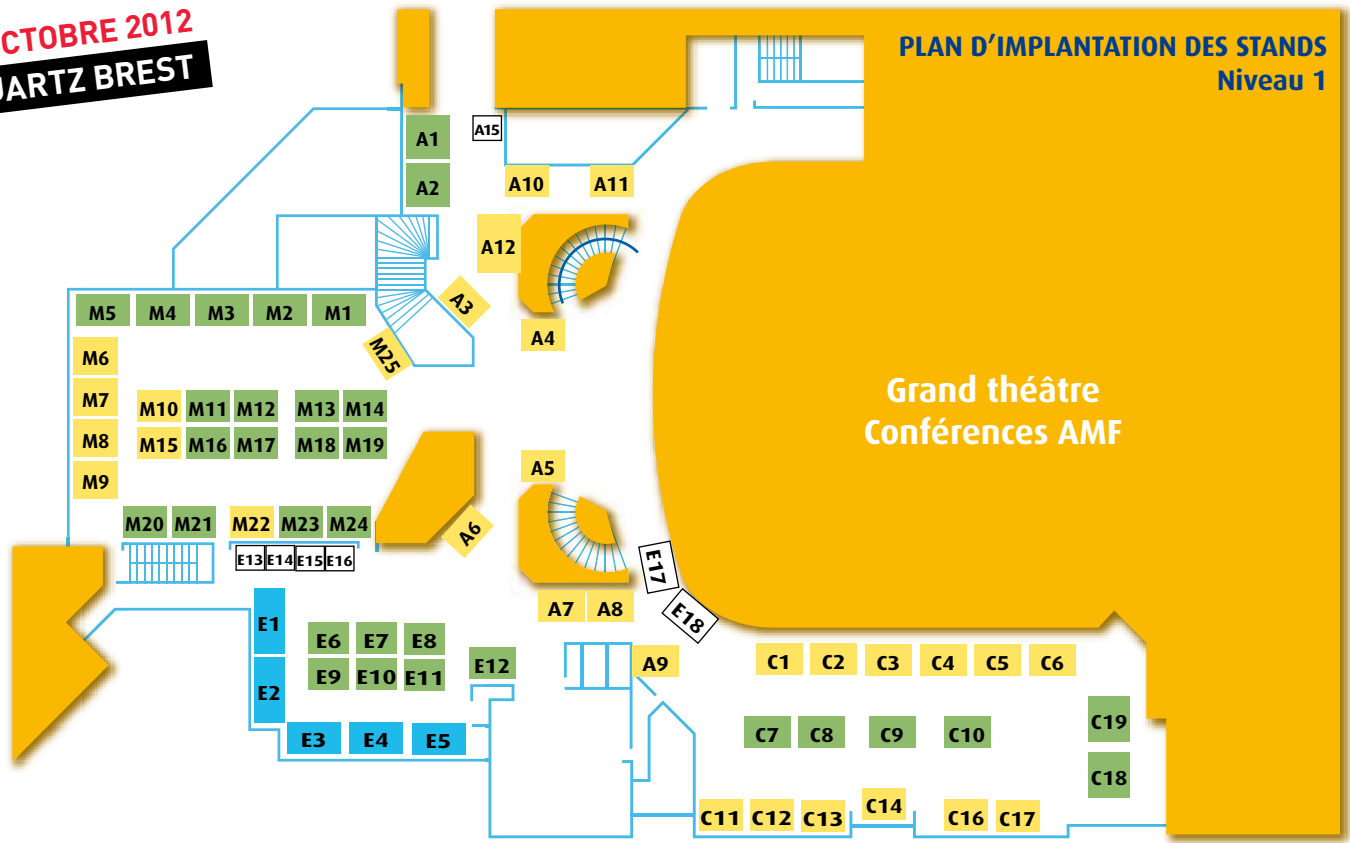 CTOBRE 2012
UARTZ BREST
PLAN D'IMPLANTATION DES STANDS
Niveau 1
A1
A15
A2
A10
A11
A12
A3
M5 M4 M3 M2 M1
A4
M25
M6
M7
M10 M11 M12 M13 M14
Grand théâtre
Conférences AMF
M8
M15 M16 M17 M18 M19
M9
A5
M20 M21 M22 M23 M24
A6
E13 E14 E15 E16
E17
A7 A8
E18
E1
E6 E7 E8
E12
A9
C1 C2 C3 C4 C5 C6
E2
E9 E10 E11
E3 E4 E5
C7 C8 C9 C10
C19
C18
C11 C12 C13 C14 C16 C17